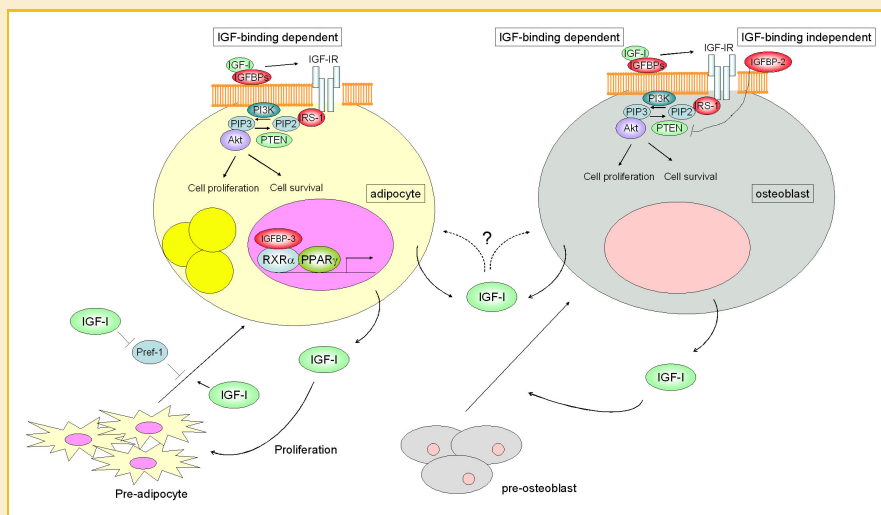 IGF-binding dependent
IGF-I
IGFBPs
IGF-IR
PI3K
IRS-1
PIP3
PIP2
Akt
PTEN
Cell proliferation
Cell survival
adipocyte
IGFBP-3
RXRα
PPARγ
IGF-binding dependent
IGF-binding independent
IGF-I
IGFBPs
IGF-IR
IGFBP-2
PI3K
IRS-1
PIP3
PIP2
Akt
PTEN
Cell proliferation
Cell survival
osteoblast
?
IGF-I
IGF-I
Pref-1
IGF-I
IGF-I
IGF-I
Proliferation
Pre-adipocyte
pre-osteoblast